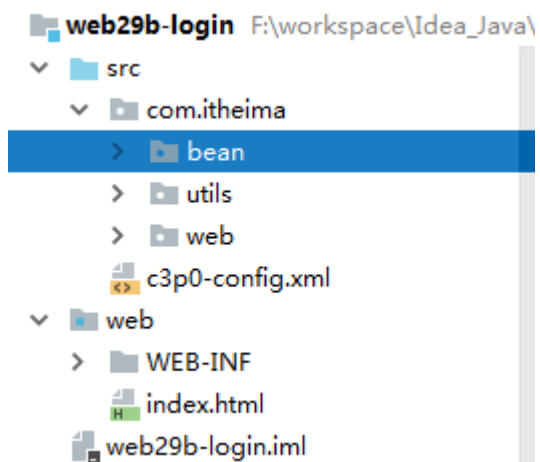 web29b-login F:\workspace\Idea_Java\
src
com.itheima
bean
utils
web
c3p0-config.xml
web
WEB-INF
index.html
web29b-login.iml